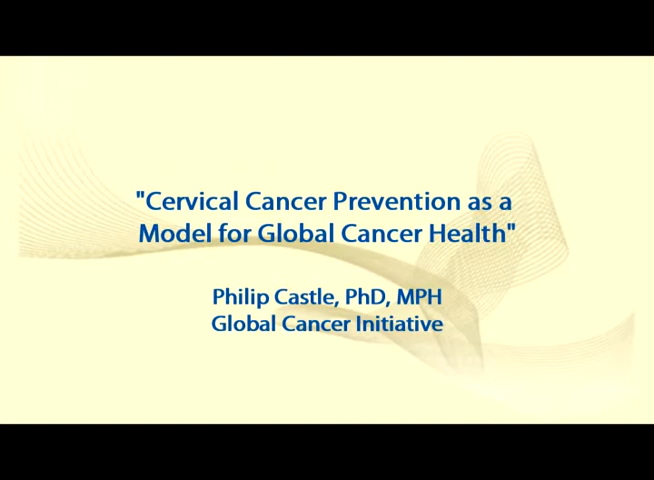 "Cervical Cancer Prevention as a
Model for Global Cancer Health"
Philip Castle, PhD, MPH
Global Cancer Initiative